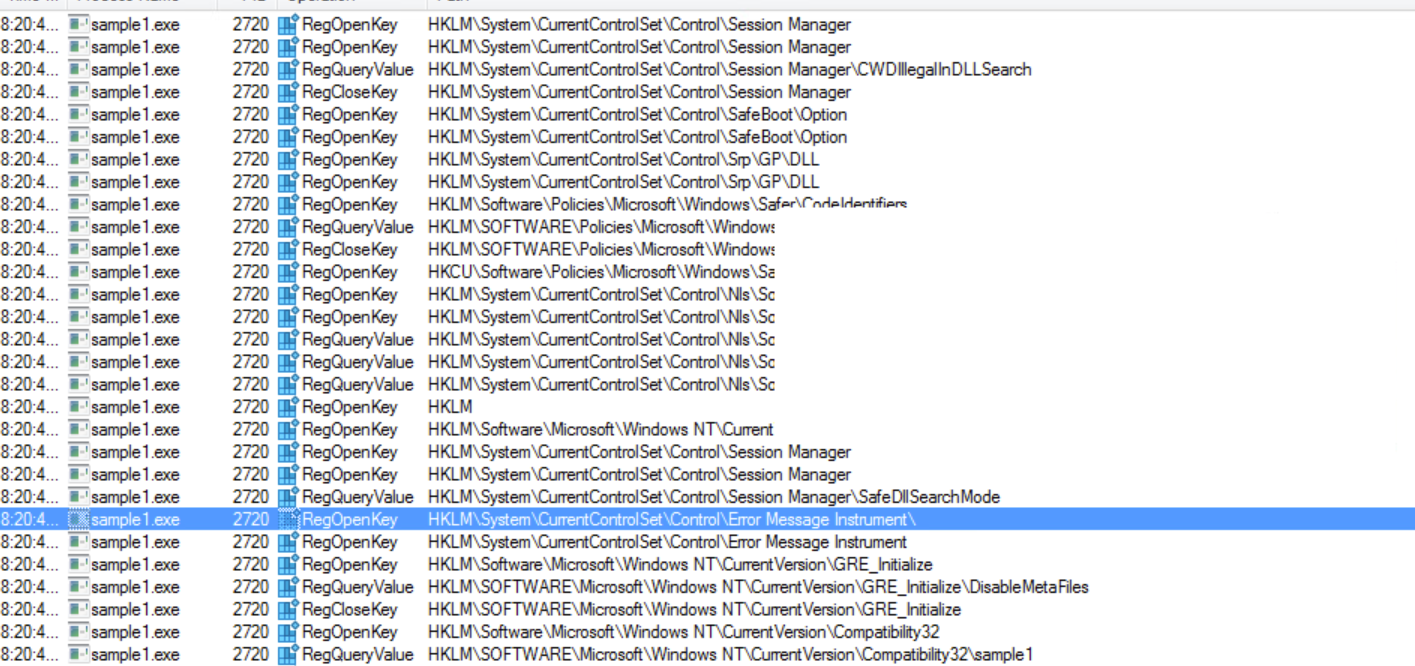 8:20:4... sample1.exe 2720 RegOpenKey HKLM\System\CurrentControlSet\Control\Session Manager
8:20:4... sample1.exe 2720 RegOpenKey HKLM\System\CurrentControlSet\Control\Session Manager
8:20:4... sample1.exe 2720 RegQueryValue HKLM\System\CurrentControlSet\Control\Session Manager\CWDIllegalInDLLSearch
8:20:4... sample1.exe 2720 RegCloseKey HKLM\System\CurrentControlSet\Control\Session Manager
8:20:4... sample1.exe 2720 RegOpenKey HKLM\System\CurrentControlSet\Control\SafeBoot\Option
8:20:4... sample1.exe 2720 RegOpenKey HKLM\System\CurrentControlSet\Control\SafeBoot\Option
8:20:4... sample1.exe 2720 RegOpenKey HKLM\System\CurrentControlSet\Control\Srp\GP\DLL
8:20:4... sample1.exe 2720 RegOpenKey HKLM\System\CurrentControlSet\Control\Srp\GP\DLL
8:20:4... sample1.exe 2720 RegOpenKey HKLM\Software\Policies\Microsoft\Windows\Safer\CodeIdentifiers
8:20:4... sample1.exe 2720 RegQueryValue HKLM\SOFTWARE\Policies\Microsoft\Windows
8:20:4... sample1.exe 2720 RegCloseKey HKLM\SOFTWARE\Policies\Microsoft\Windows
8:20:4... sample1.exe 2720 RegOpenKey HKCU\Software\Policies\Microsoft\Windows\Sa
8:20:4... sample1.exe 2720 RegOpenKey HKLM\System\CurrentControlSet\Control\Nls\So
8:20:4... sample1.exe 2720 RegOpenKey HKLM\System\CurrentControlSet\Control\Nls\So
8:20:4... sample1.exe 2720 RegQueryValue HKLM\System\CurrentControlSet\Control\Nls\So
8:20:4... sample1.exe 2720 RegQueryValue HKLM\System\CurrentControlSet\Control\Nls\So
8:20:4... sample1.exe 2720 RegQueryValue HKLM\System\CurrentControlSet\Control\Nls\So
8:20:4... sample1.exe 2720 RegOpenKey HKLM
8:20:4... sample1.exe 2720 RegOpenKey HKLM\Software\Microsoft\Windows NT\Current
8:20:4... sample1.exe 2720 RegOpenKey HKLM\System\CurrentControlSet\Control\Session Manager
8:20:4... sample1.exe 2720 RegOpenKey HKLM\System\CurrentControlSet\Control\Session Manager
8:20:4... sample1.exe 2720 RegQueryValue HKLM\System\CurrentControlSet\Control\Session Manager\SafeDllSearchMode
8:20:4... sample1.exe 2720 RegOpenKey HKLM\System\CurrentControlSet\Control\Error Message Instrument\
8:20:4... sample1.exe 2720 RegOpenKey HKLM\System\CurrentControlSet\Control\Error Message Instrument
8:20:4... sample1.exe 2720 RegOpenKey HKLM\Software\Microsoft\Windows NT\CurrentVersion\GRE_Initialize
8:20:4... sample1.exe 2720 RegQueryValue HKLM\SOFTWARE\Microsoft\Windows NT\CurrentVersion\GRE_Initialize\DisableMetaFiles
8:20:4... sample1.exe 2720 RegCloseKey HKLM\SOFTWARE\Microsoft\Windows NT\CurrentVersion\GRE_Initialize
8:20:4... sample1.exe 2720 RegOpenKey HKLM\Software\Microsoft\Windows NT\CurrentVersion\Compatibility32
8:20:4... sample1.exe 2720 RegQueryValue HKLM\SOFTWARE\Microsoft\Windows NT\CurrentVersion\Compatibility32\sample1